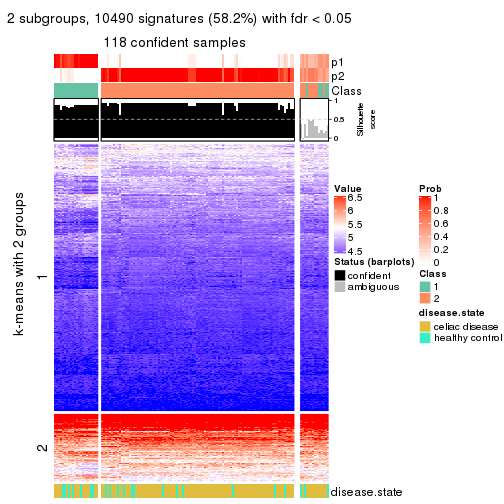 2 subgroups, 10490 signatures (58.2%) with fdr < 0.05
118 confident samples
p1
p2
Class
1
0.5
0
Silhouette
score
k-means with 2 groups
1
2
disease.state
Value
6.5
6
5.5
5
4.5
Status (barplots)
confident
ambiguous
Prob
1
0.8
0.6
0.4
0.2
0
Class
1
2
disease.state
celiac disease
healthy control